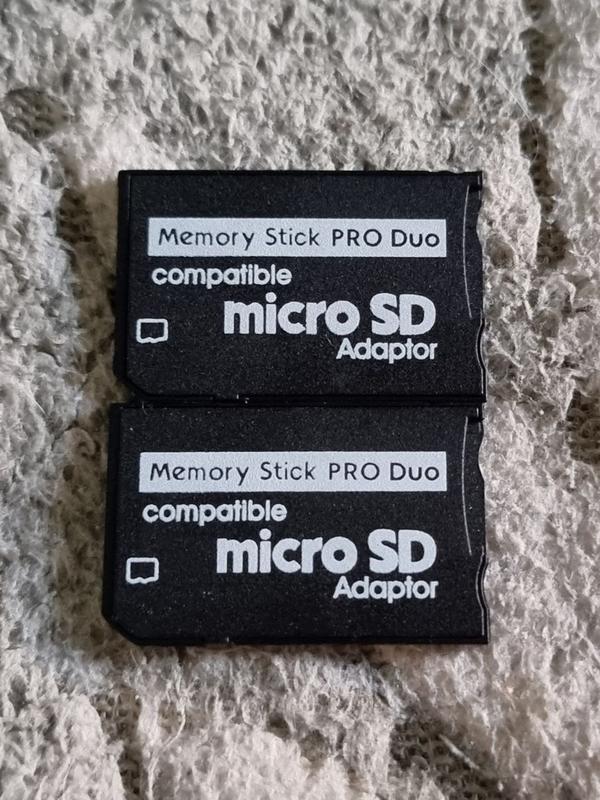 Memory Stick PRO Duo
compatible
micro SD
Adaptor
Memory Stick PRO Duo
compatible
micro SD
Adaptor